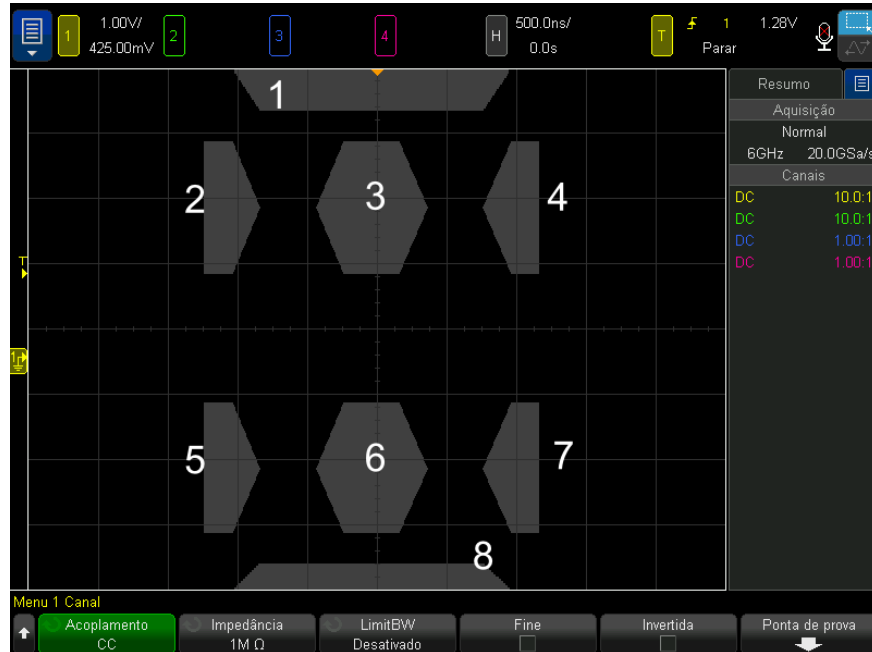 1 1.00V/ 425.00mV
2
3
4
H 500.0ns/ 0.0s
T 1 1.28V Parar
Resumo
Aquisição
Normal
6GHz 20.0GSa/s
Canais
DC 10.0:1
DC 10.0:1
DC 1.00:1
DC 1.00:1
T
1
1
2
3
4
5
6
7
8
Menu 1 Canal
Acoplamento CC
Impedância 1M Ω
LimitBW Desativado
Fine
Invertida
Ponta de prova